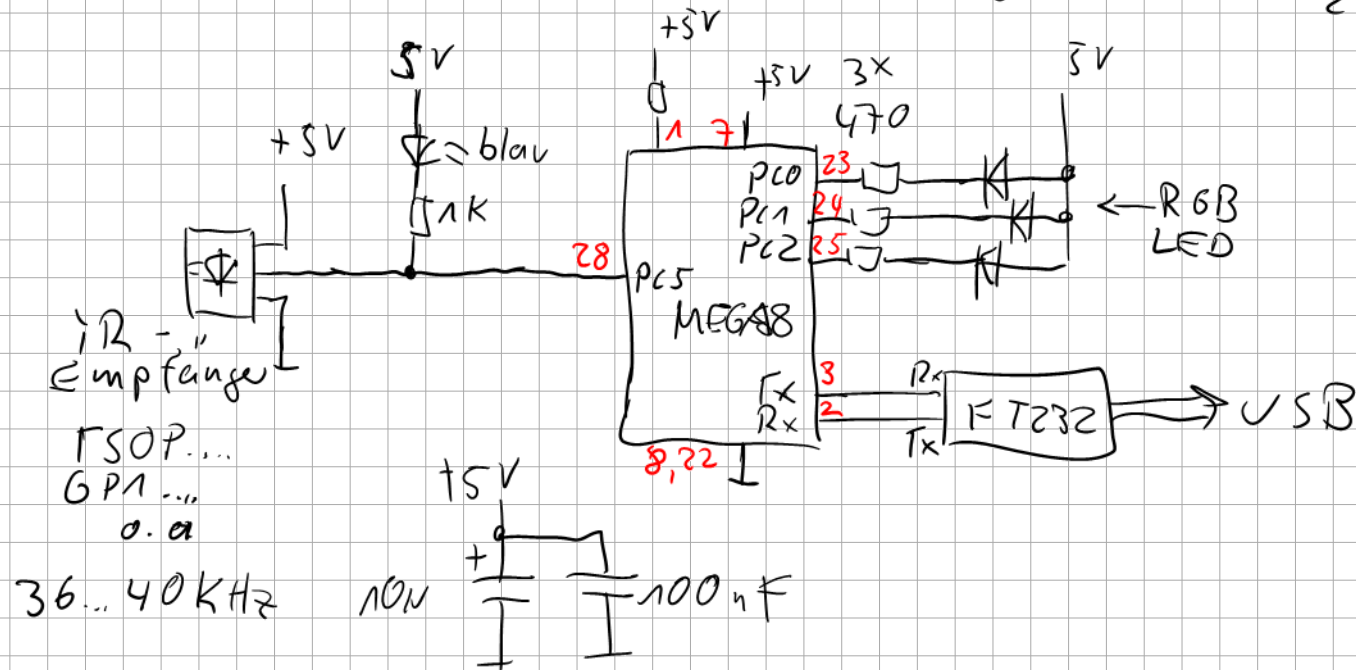 +5V
5V
+5V
3x
5V
470
+5V
blau
1 7
1K
PC0 23
PC1 24
PC2 25
← RGB
LED
28
PC5
MEGA8
IR-
Empfänger
TSOP....
GP1....
o.a
36...40KHz
Tx 3
Rx 2
Rx
Tx
FT232
USB
8,22
+5V
+
10µ
100nF